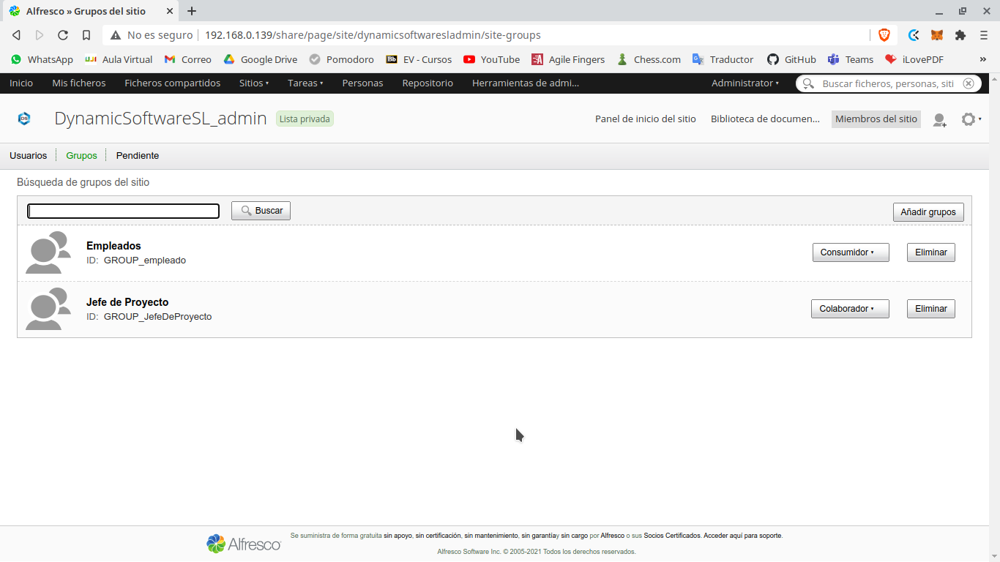 Alfresco » Grupos del sitio
No es seguro 192.168.0.139/share/page/site/dynamicsoftwaresladmin/site-groups
WhatsApp Aula Virtual Correo Google Drive Pomodoro Bb EV - Cursos YouTube Agile Fingers Chess.com Traductor GitHub Teams iLovePDF »
Inicio Mis ficheros Ficheros compartidos Sitios Tareas Personas Repositorio Herramientas de admi... Administrator Buscar ficheros, personas, siti
DS DynamicSoftwareSL_admin Lista privada Panel de inicio del sitio Biblioteca de documen... Miembros del sitio
Usuarios Grupos Pendiente
Búsqueda de grupos del sitio
Buscar Añadir grupos
Empleados
ID: GROUP_empleado Consumidor Eliminar
Jefe de Proyecto
ID: GROUP_JefeDeProyecto Colaborador Eliminar
Alfresco Se suministra de forma gratuita sin apoyo, sin certificación, sin mantenimiento, sin garantíay sin cargo por Alfresco o sus Socios Certificados. Acceder aquí para soporte.
Alfresco Software Inc. © 2005-2021 Todos los derechos reservados.